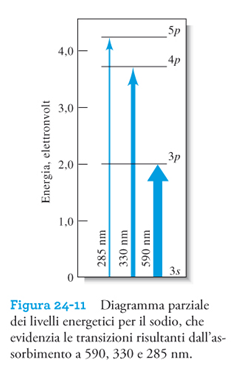 5p
4,0
4p
3,0
Energia, elettronvolt
2,0
3p
1,0
285 nm
330 nm
590 nm
0
3s
Figura 24-11 Diagramma parziale
dei livelli energetici per il sodio, che
evidenzia le transizioni risultanti dall'as-
sorbimento a 590, 330 e 285 nm.